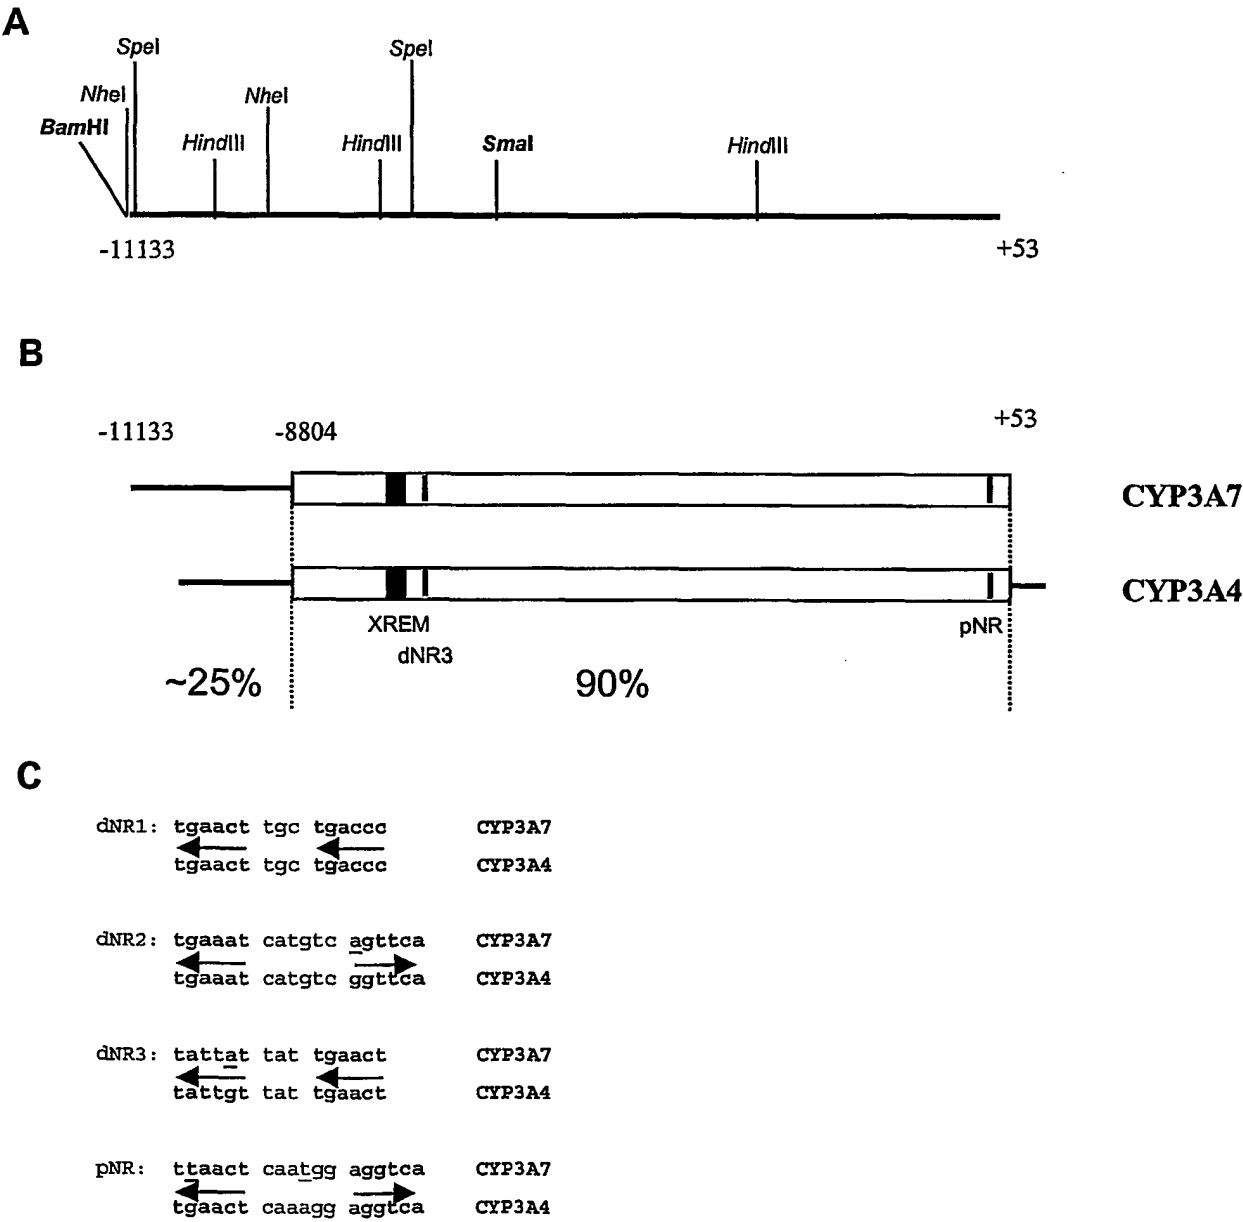 A
SpeI SpeI
NheI NheI
BamHI
HindIII HindIII SmaI HindIII
-11133 +53
B
-11133 -8804 +53
CYP3A7
CYP3A4
XREM pNR
dNR3
~25% 90%
C
dNR1: tgaact tgc tgaccc CYP3A7
tgaact tgc tgaccc CYP3A4
dNR2: tgaaat catgtc agttca CYP3A7
tgaaat catgtc ggttca CYP3A4
dNR3: tattat tat tgaact CYP3A7
tattgt tat tgaact CYP3A4
pNR: ttaact caatgg aggtca CYP3A7
tgaact caaagg aggtca CYP3A4